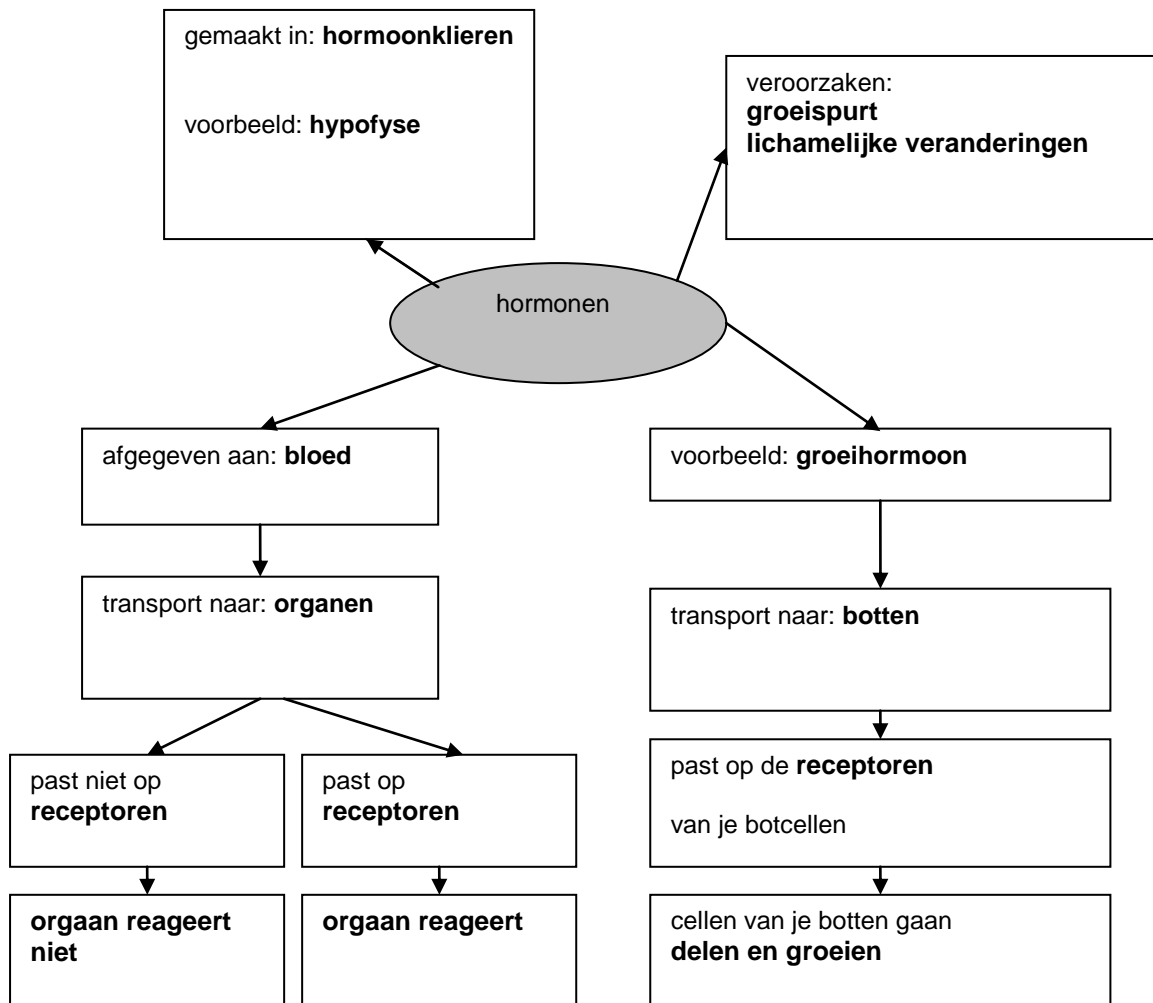 gemaakt in: hormoonklieren
voorbeeld: hypofyse
veroorzaken:
groeispurt
lichamelijke veranderingen
hormonen
afgegeven aan: bloed
voorbeeld: groeihormoon
transport naar: organen
transport naar: botten
past niet op
receptoren
past op
receptoren
past op de receptoren
van je botcellen
orgaan reageert
niet
orgaan reageert
cellen van je botten gaan
delen en groeien